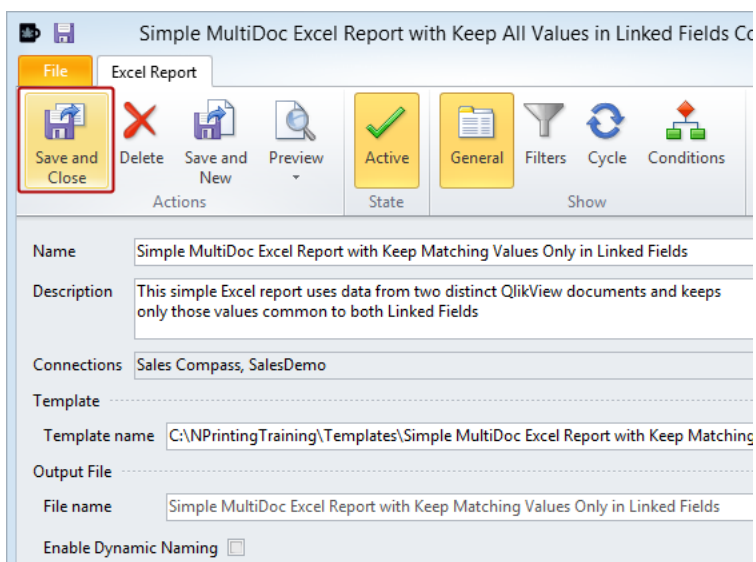 Simple MultiDoc Excel Report with Keep All Values in Linked Fields Co
File Excel Report
Save and Close Delete Save and New Preview Active General Filters Cycle Conditions
Actions State Show
Name Simple MultiDoc Excel Report with Keep Matching Values Only in Linked Fields
Description This simple Excel report uses data from two distinct QlikView documents and keeps
only those values common to both Linked Fields
Connections Sales Compass, SalesDemo
Template
Template name C:\NPrintingTraining\Templates\Simple MultiDoc Excel Report with Keep Matching
Output File
File name Simple MultiDoc Excel Report with Keep Matching Values Only in Linked Fields
Enable Dynamic Naming